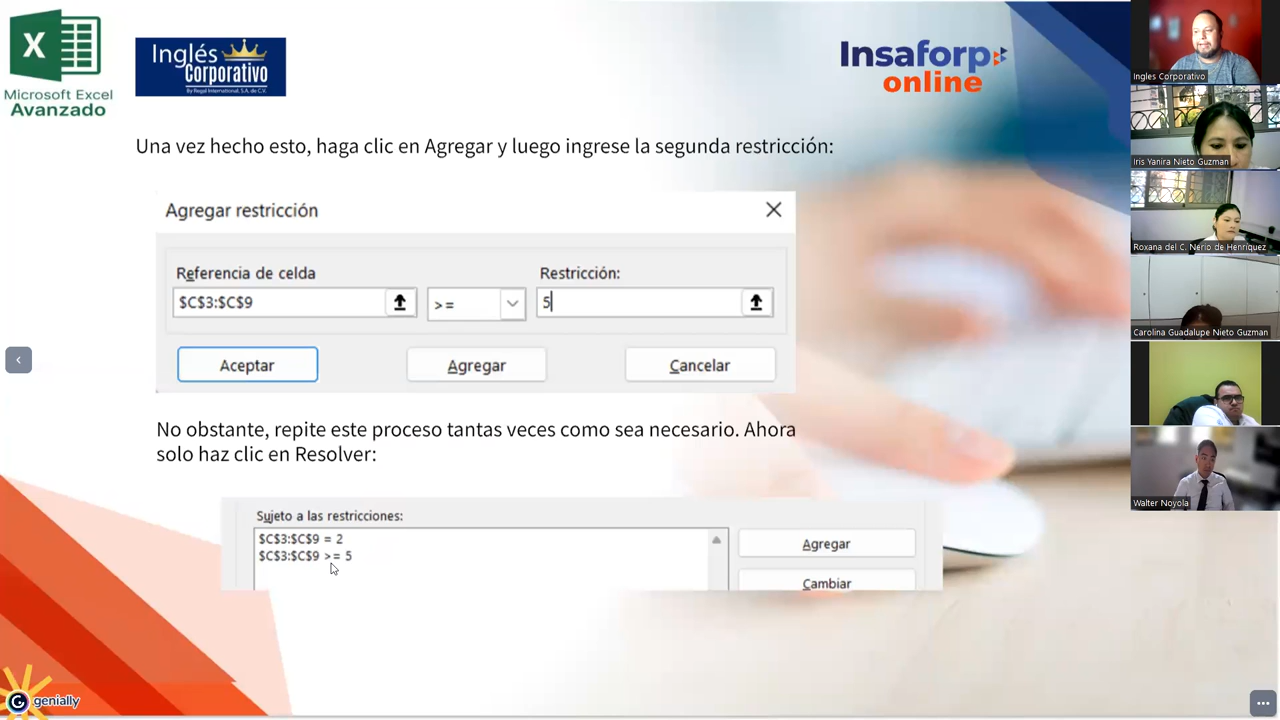 Microsoft Excel
Avanzado
Inglés
Corporativo
By Regal International, S.A. de C.V.
Insaforp
online
Una vez hecho esto, haga clic en Agregar y luego ingrese la segunda restricción:
Agregar restricción
Referencia de celda
Restricción:
$C$3:$C$9
>=
5
Aceptar
Agregar
Cancelar
No obstante, repite este proceso tantas veces como sea necesario. Ahora
solo haz clic en Resolver:
Sujeto a las restricciones:
$C$3:$C$9 = 2
$C$3:$C$9 >= 5
Agregar
Cambiar
genially
Ingles Corporativo
Iris Yanira Nieto Guzman
Roxana del C. Nerio de Henriquez
Carolina Guadalupe Nieto Guzman
Walter Noyola